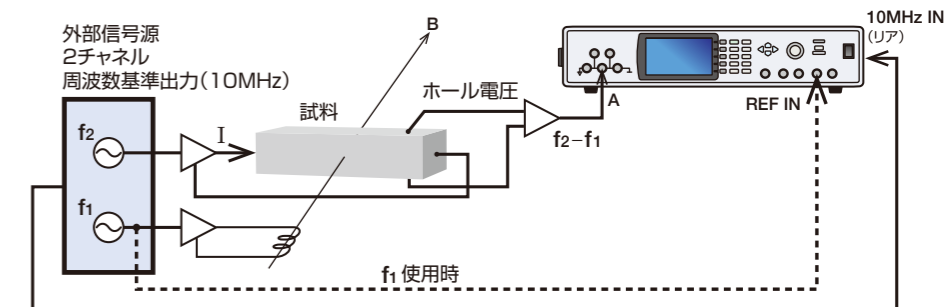 外部信号源
2チャネル
周波数基準出力(10MHz)
B
10MHz IN
(リア)
試料
ホール電圧
f2
I
A
REF IN
f2−f1
f1
f1 使用時